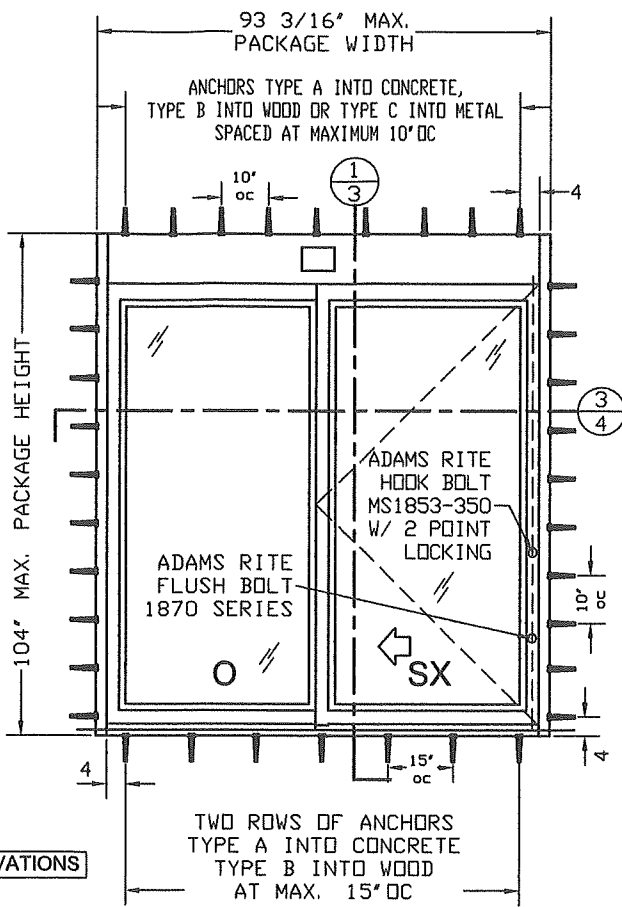 93 3/16" MAX.
PACKAGE WIDTH
ANCHORS TYPE A INTO CONCRETE,
TYPE B INTO WOOD OR TYPE C INTO METAL
SPACED AT MAXIMUM 10" OC
10"
OC
1
3
4
104" MAX. PACKAGE HEIGHT
3
4
ADAMS RITE
HOOK BOLT
MS1853-350
W/ 2 POINT
LOCKING
ADAMS RITE
FLUSH BOLT
1870 SERIES
10"
OC
O
SX
4
4
15"
OC
TWO ROWS OF ANCHORS
TYPE A INTO CONCRETE
TYPE B INTO WOOD
AT MAX. 15" OC